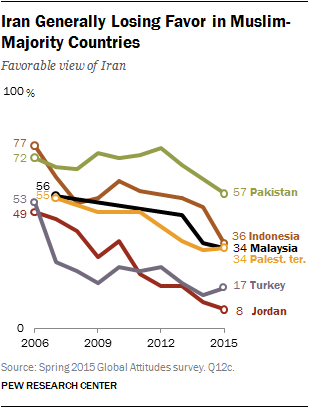 Iran Generally Losing Favor in Muslim-
Majority Countries
Favorable view of Iran
100 %
77
72
56
55
53
49
57 Pakistan
36 Indonesia
34 Malaysia
34 Palest. ter.
17 Turkey
8 Jordan
0
2006 2009 2012 2015
Source: Spring 2015 Global Attitudes survey. Q12c.
PEW RESEARCH CENTER